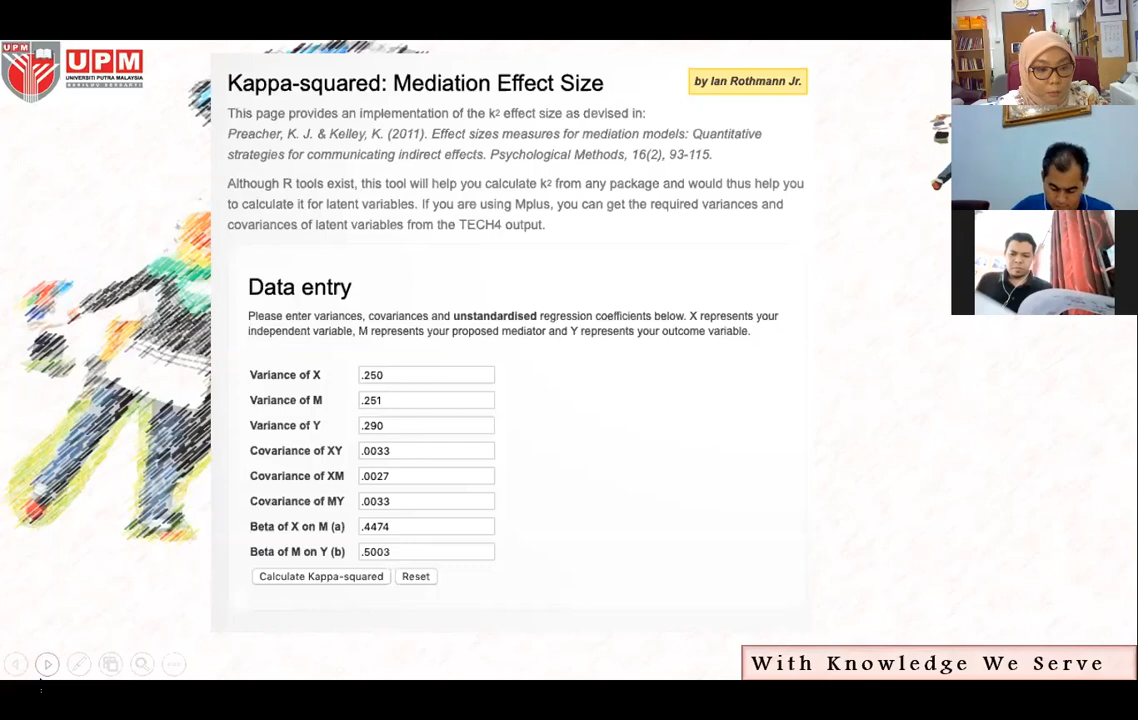 UPM
UPM
UNIVERSITI PUTRA MALAYSIA
BERILMU BERBAKTI
Kappa-squared: Mediation Effect Size
by Ian Rothmann Jr.
This page provides an implementation of the k² effect size as devised in:
Preacher, K. J. & Kelley, K. (2011). Effect sizes measures for mediation models: Quantitative
strategies for communicating indirect effects. Psychological Methods, 16(2), 93-115.
Although R tools exist, this tool will help you calculate k² from any package and would thus help you
to calculate it for latent variables. If you are using Mplus, you can get the required variances and
covariances of latent variables from the TECH4 output.
Data entry
Please enter variances, covariances and unstandardised regression coefficients below. X represents your
independent variable, M represents your proposed mediator and Y represents your outcome variable.
Variance of X .250
Variance of M .251
Variance of Y .290
Covariance of XY .0033
Covariance of XM .0027
Covariance of MY .0033
Beta of X on M (a) .4474
Beta of M on Y (b) .5003
Calculate Kappa-squared Reset
With Knowledge We Serve